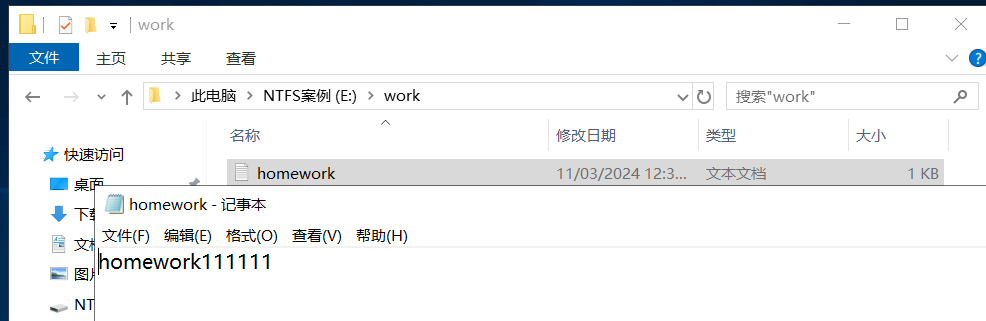 work
文件 主页 共享 查看
此电脑 NTFS案例 (E:) work 搜索"work"
名称 修改日期 类型 大小
快速访问
homework 11/03/2024 12:3... 文本文档 1 KB
桌面
homework - 记事本
下载
文件(F) 编辑(E) 格式(O) 查看(V) 帮助(H)
文
homework111111
图
NT